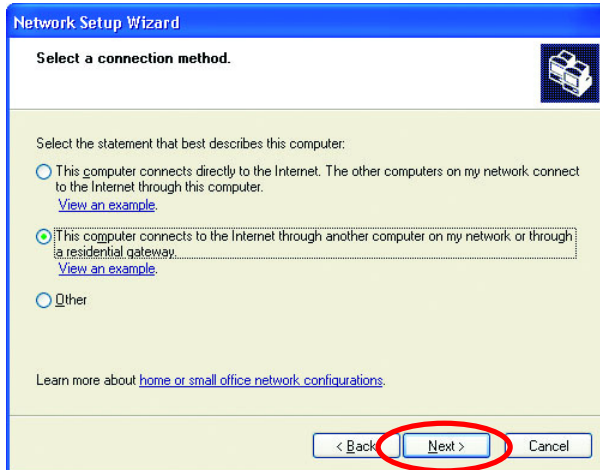 Network Setup Wizard
Select a connection method.
Select the statement that best describes this computer:
This computer connects directly to the Internet. The other computers on my network connect
to the Internet through this computer.
View an example.
This computer connects to the Internet through another computer on my network or through
a residential gateway.
View an example.
Other
Learn more about home or small office network configurations.
< Back Next > Cancel